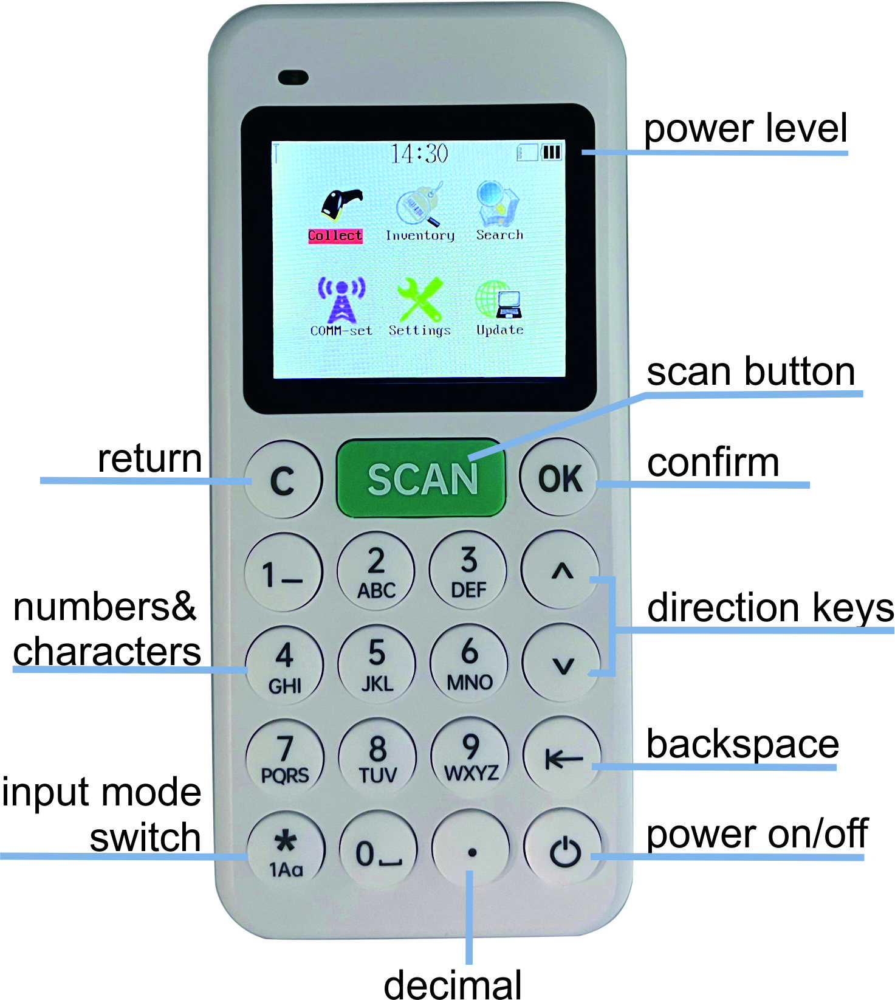 power level
14:30
Collect Inventory Search
COMM-set Settings Update
scan button
return
C SCAN OK
confirm
1_ 2 3 ^
ABC DEF
numbers&
characters
direction keys
4 5 6 v
GHI JKL MNO
7 8 9
PQRS TUV WXYZ
backspace
input mode
switch
* 0 .
1Aa
power on/off
decimal